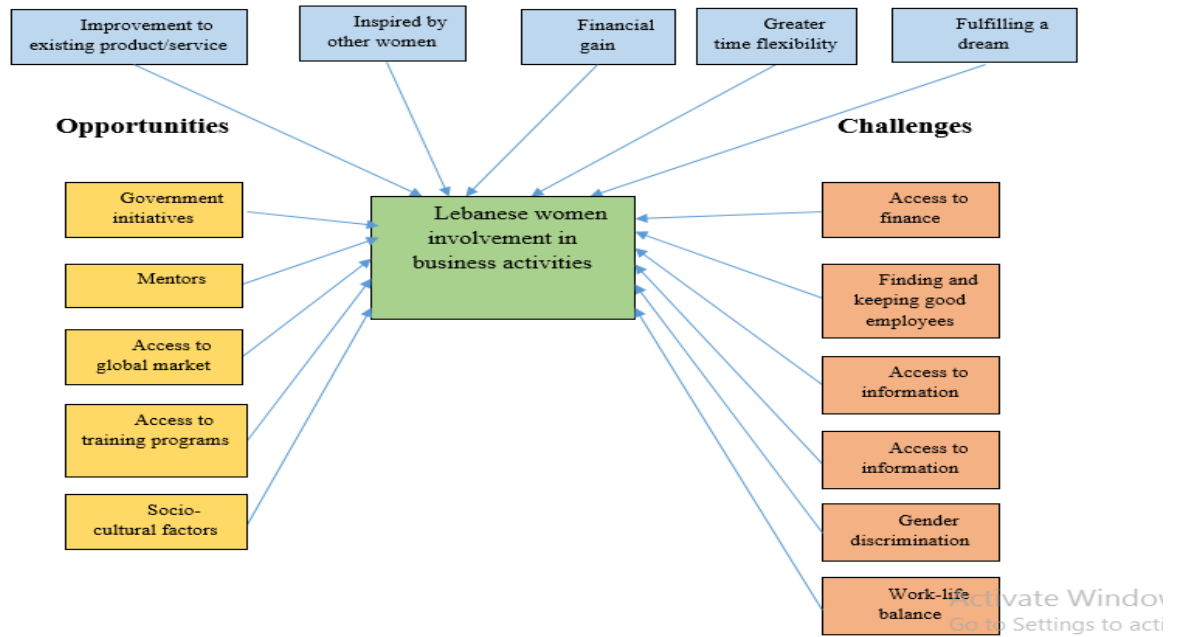 Improvement to
existing product/service
Inspired by
other women
Financial
gain
Greater
time flexibility
Fulfilling a
dream
Opportunities
Challenges
Government
initiatives
Mentors
Access to
global market
Access to
training programs
Socio-
cultural factors
Lebanese women
involvement in
business activities
Access to
finance
Finding and
keeping good
employees
Access to
information
Access to
information
Gender
discrimination
Work-life
balance
Activate Windov
Go to Settings to acti